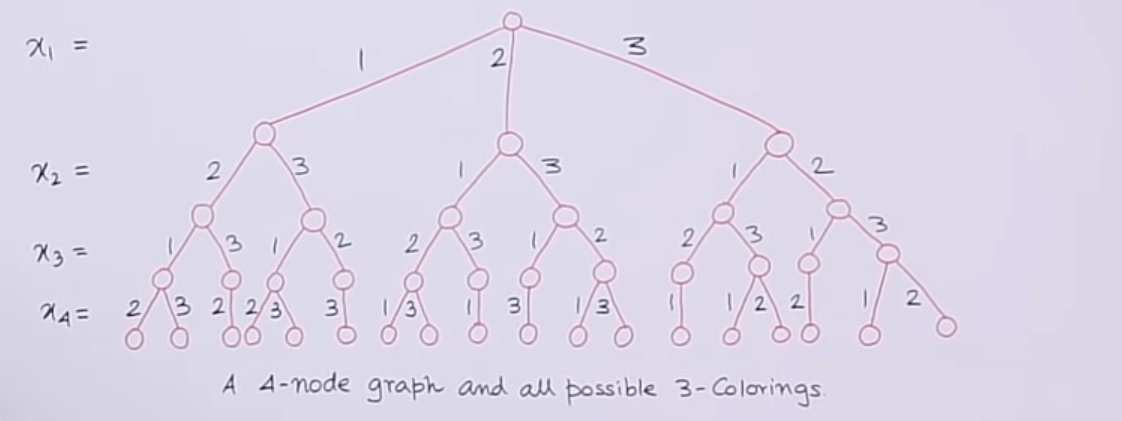 x₁ = 1 2 3
x₂ = 2 3 1 3 1 2
x₃ = 1 3 1 2 2 3 1 2 2 3 1 3
x₄ = 2 3 2 2 3 3 1 3 1 3 1 3 1 1 2 2 1 2
A 4-node graph and all possible 3-Colorings.